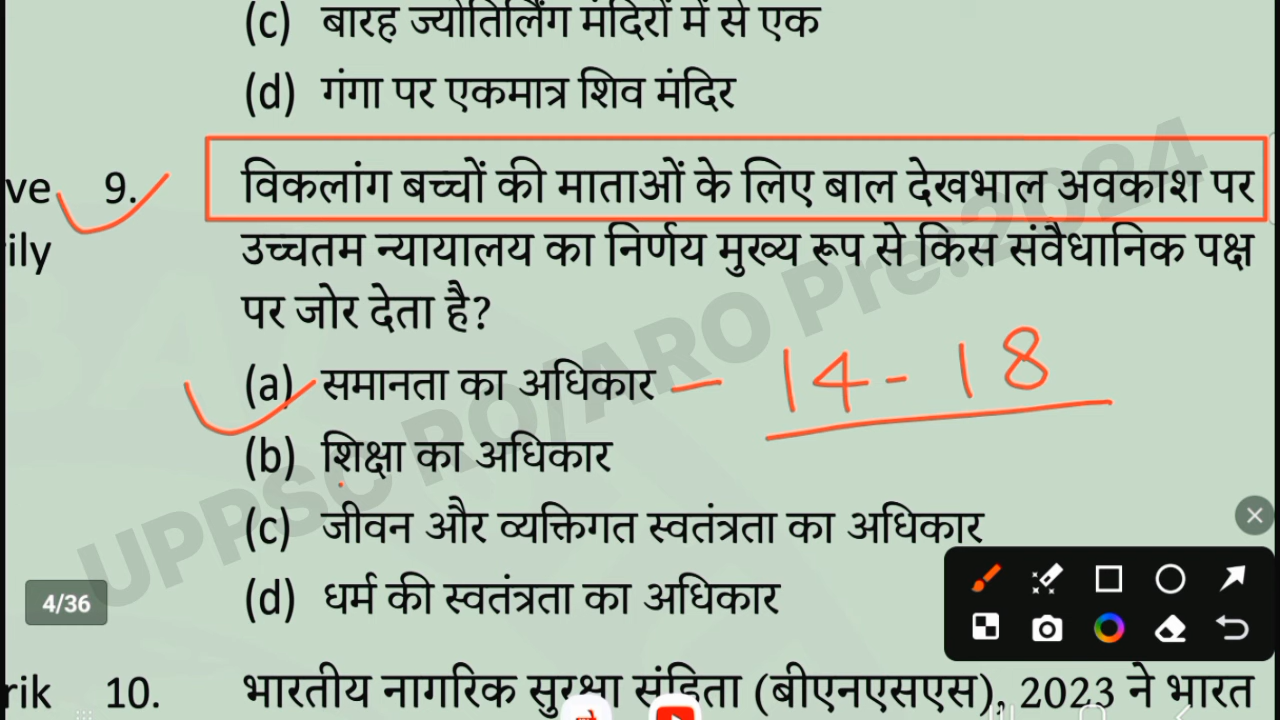 (c) बारह ज्योतिर्लिंग मंदिरों में से एक
(d) गंगा पर एकमात्र शिव मंदिर
ve 9. विकलांग बच्चों की माताओं के लिए बाल देखभाल अवकाश पर
ily उच्चतम न्यायालय का निर्णय मुख्य रूप से किस संवैधानिक पक्ष
पर जोर देता है?
(a) समानता का अधिकार – 14 - 18
(b) शिक्षा का अधिकार
(c) जीवन और व्यक्तिगत स्वतंत्रता का अधिकार
(d) धर्म की स्वतंत्रता का अधिकार
UPPSC RO/ARO Pre.2024
4/36
rik 10. भारतीय नागरिक सुरक्षा संहिता (बीएनएसएस), 2023 ने भारत